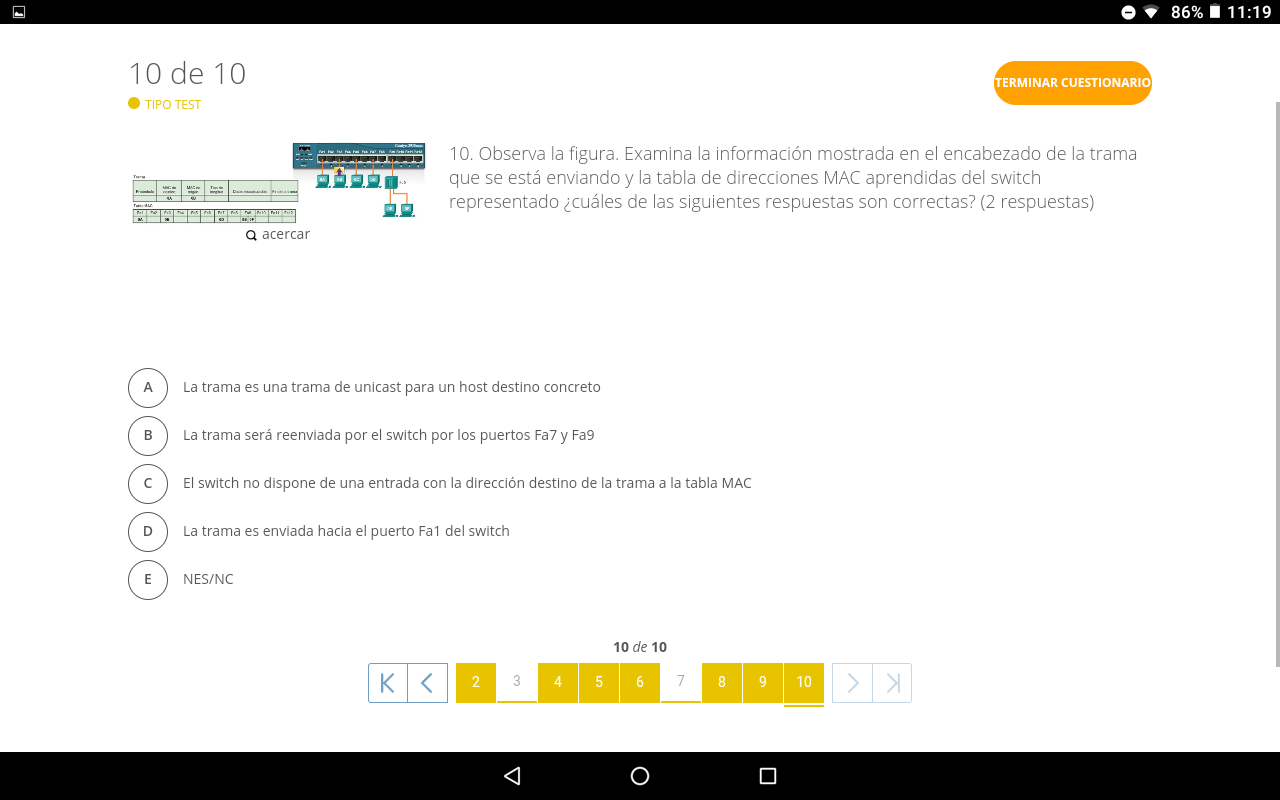 86% 11:19
10 de 10
TIPO TEST
TERMINAR CUESTIONARIO
Trama
Tabla MAC
acercar
10. Observa la figura. Examina la información mostrada en el encabezado de la trama
que se está enviando y la tabla de direcciones MAC aprendidas del switch
representado ¿cuáles de las siguientes respuestas son correctas? (2 respuestas)
A La trama es una trama de unicast para un host destino concreto
B La trama será reenviada por el switch por los puertos Fa7 y Fa9
C El switch no dispone de una entrada con la dirección destino de la trama a la tabla MAC
D La trama es enviada hacia el puerto Fa1 del switch
E NES/NC
10 de 10
2 3 4 5 6 7 8 9 10